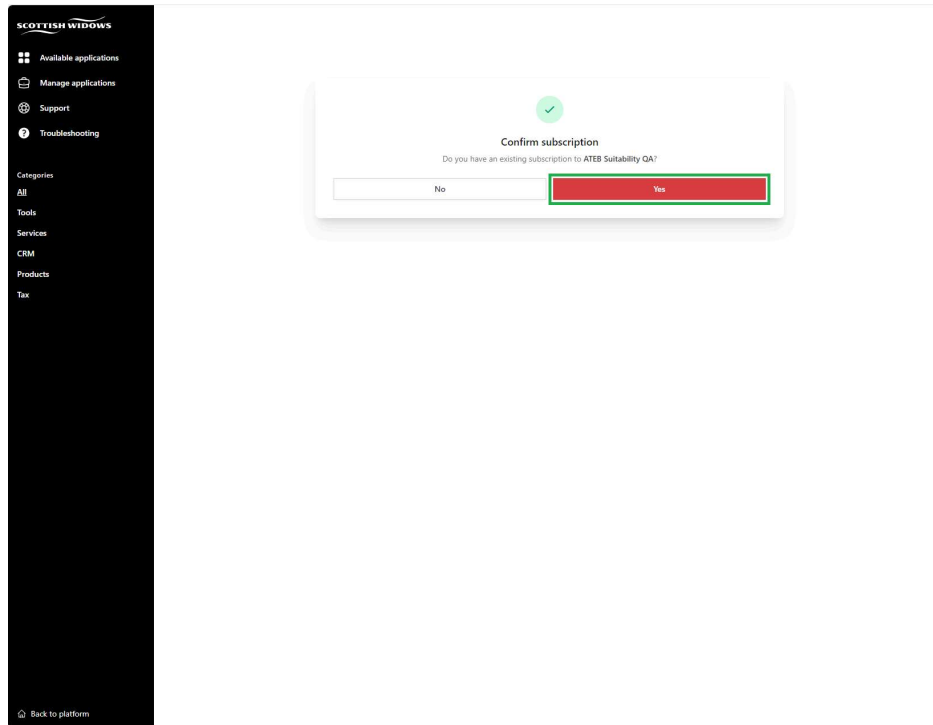 SCOTTISH WIDOWS
Available applications
Manage applications
Support
Troubleshooting
Categories
All
Tools
Services
CRM
Products
Tax
Back to platform
Confirm subscription
Do you have an existing subscription to ATEB Suitability QA?
No
Yes